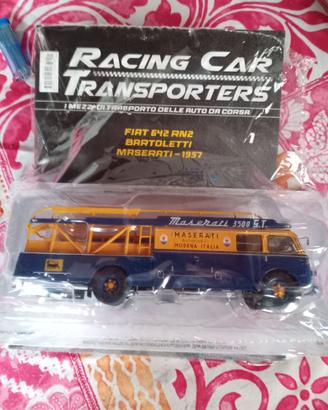 RACING CAR
TRANSPORTERS
I MEZZI DI TRASPORTO DELLE AUTO DA CORSA
FIAT 642 RN2
BARTOLETTI
MASERATI - 1957
1
Maserati 3500 G.T.
MASERATI
MODENA ITALIA